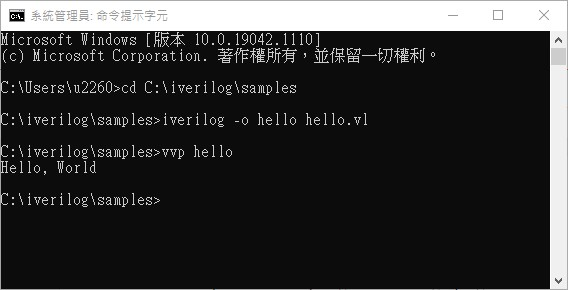 系統管理員: 命令提示字元
Microsoft Windows [版本 10.0.19042.1110]
(c) Microsoft Corporation. 著作權所有，並保留一切權利。
C:\Users\u2260>cd C:\iverilog\samples
C:\iverilog\samples>iverilog -o hello hello.vl
C:\iverilog\samples>vvp hello
Hello, World
C:\iverilog\samples>